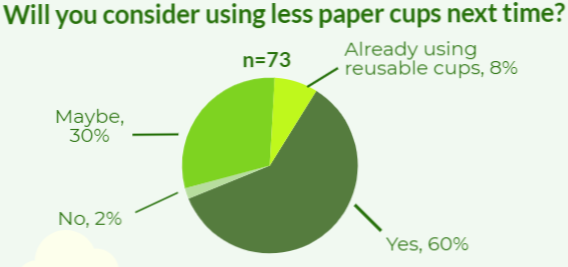 Will you consider using less paper cups next time?
n=73
Already using
reusable cups, 8%
Maybe,
30%
No, 2%
Yes, 60%